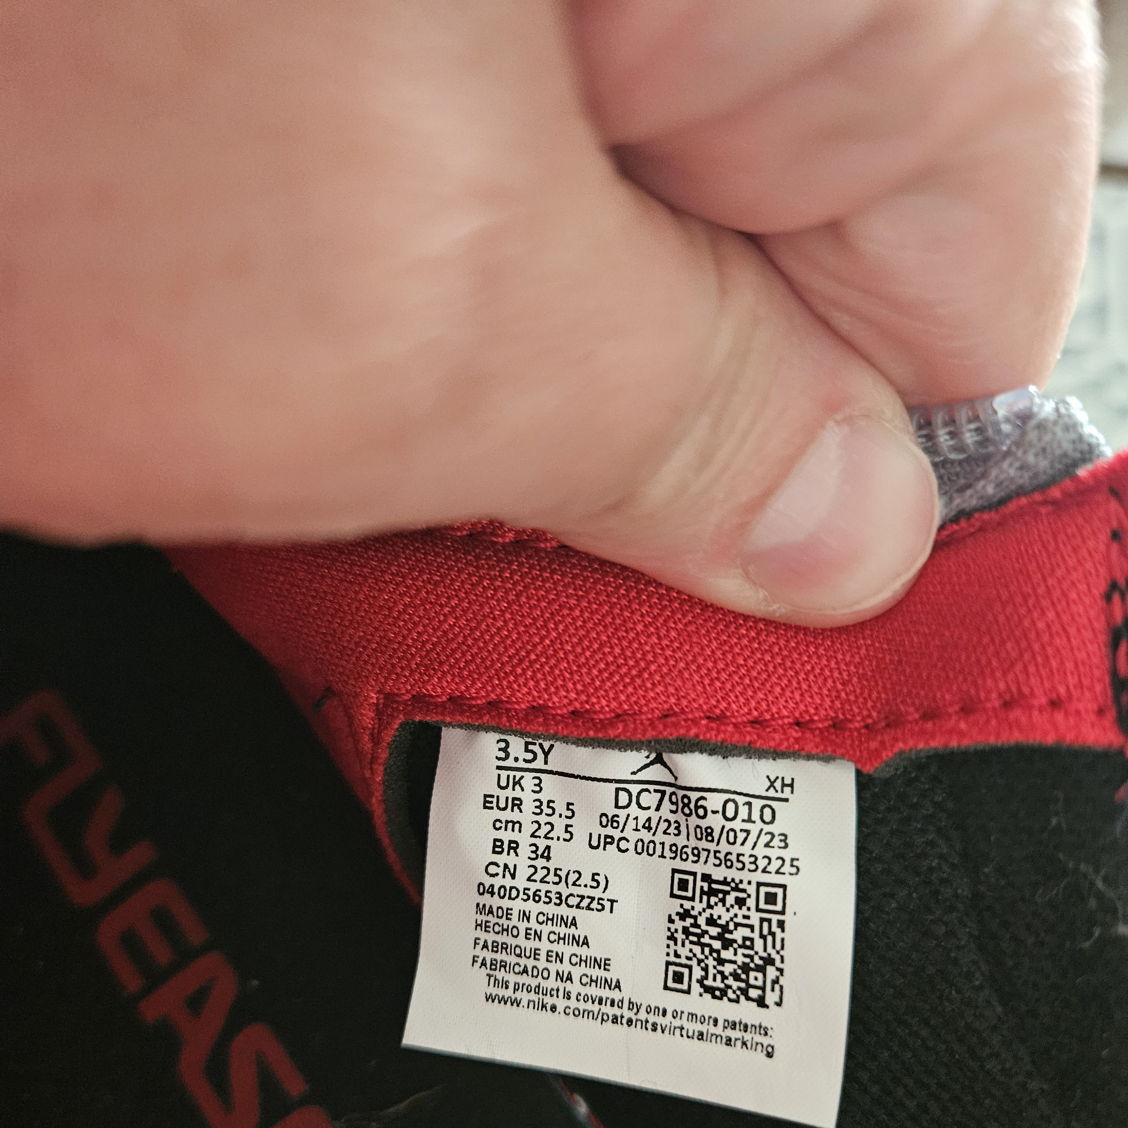 3.5Y
XH
UK 3
EUR 35.5
cm 22.5
BR 34
CN 225(2.5)
DC7986-010
06/14/23|08/07/23
UPC 00196975653225
040D5653CZZ5T
MADE IN CHINA
HECHO EN CHINA
FABRIQUE EN CHINE
FABRICADO NA CHINA
This product is covered by one or more patents:
www.nike.com/patentsvirtualmarking
FLYEAS